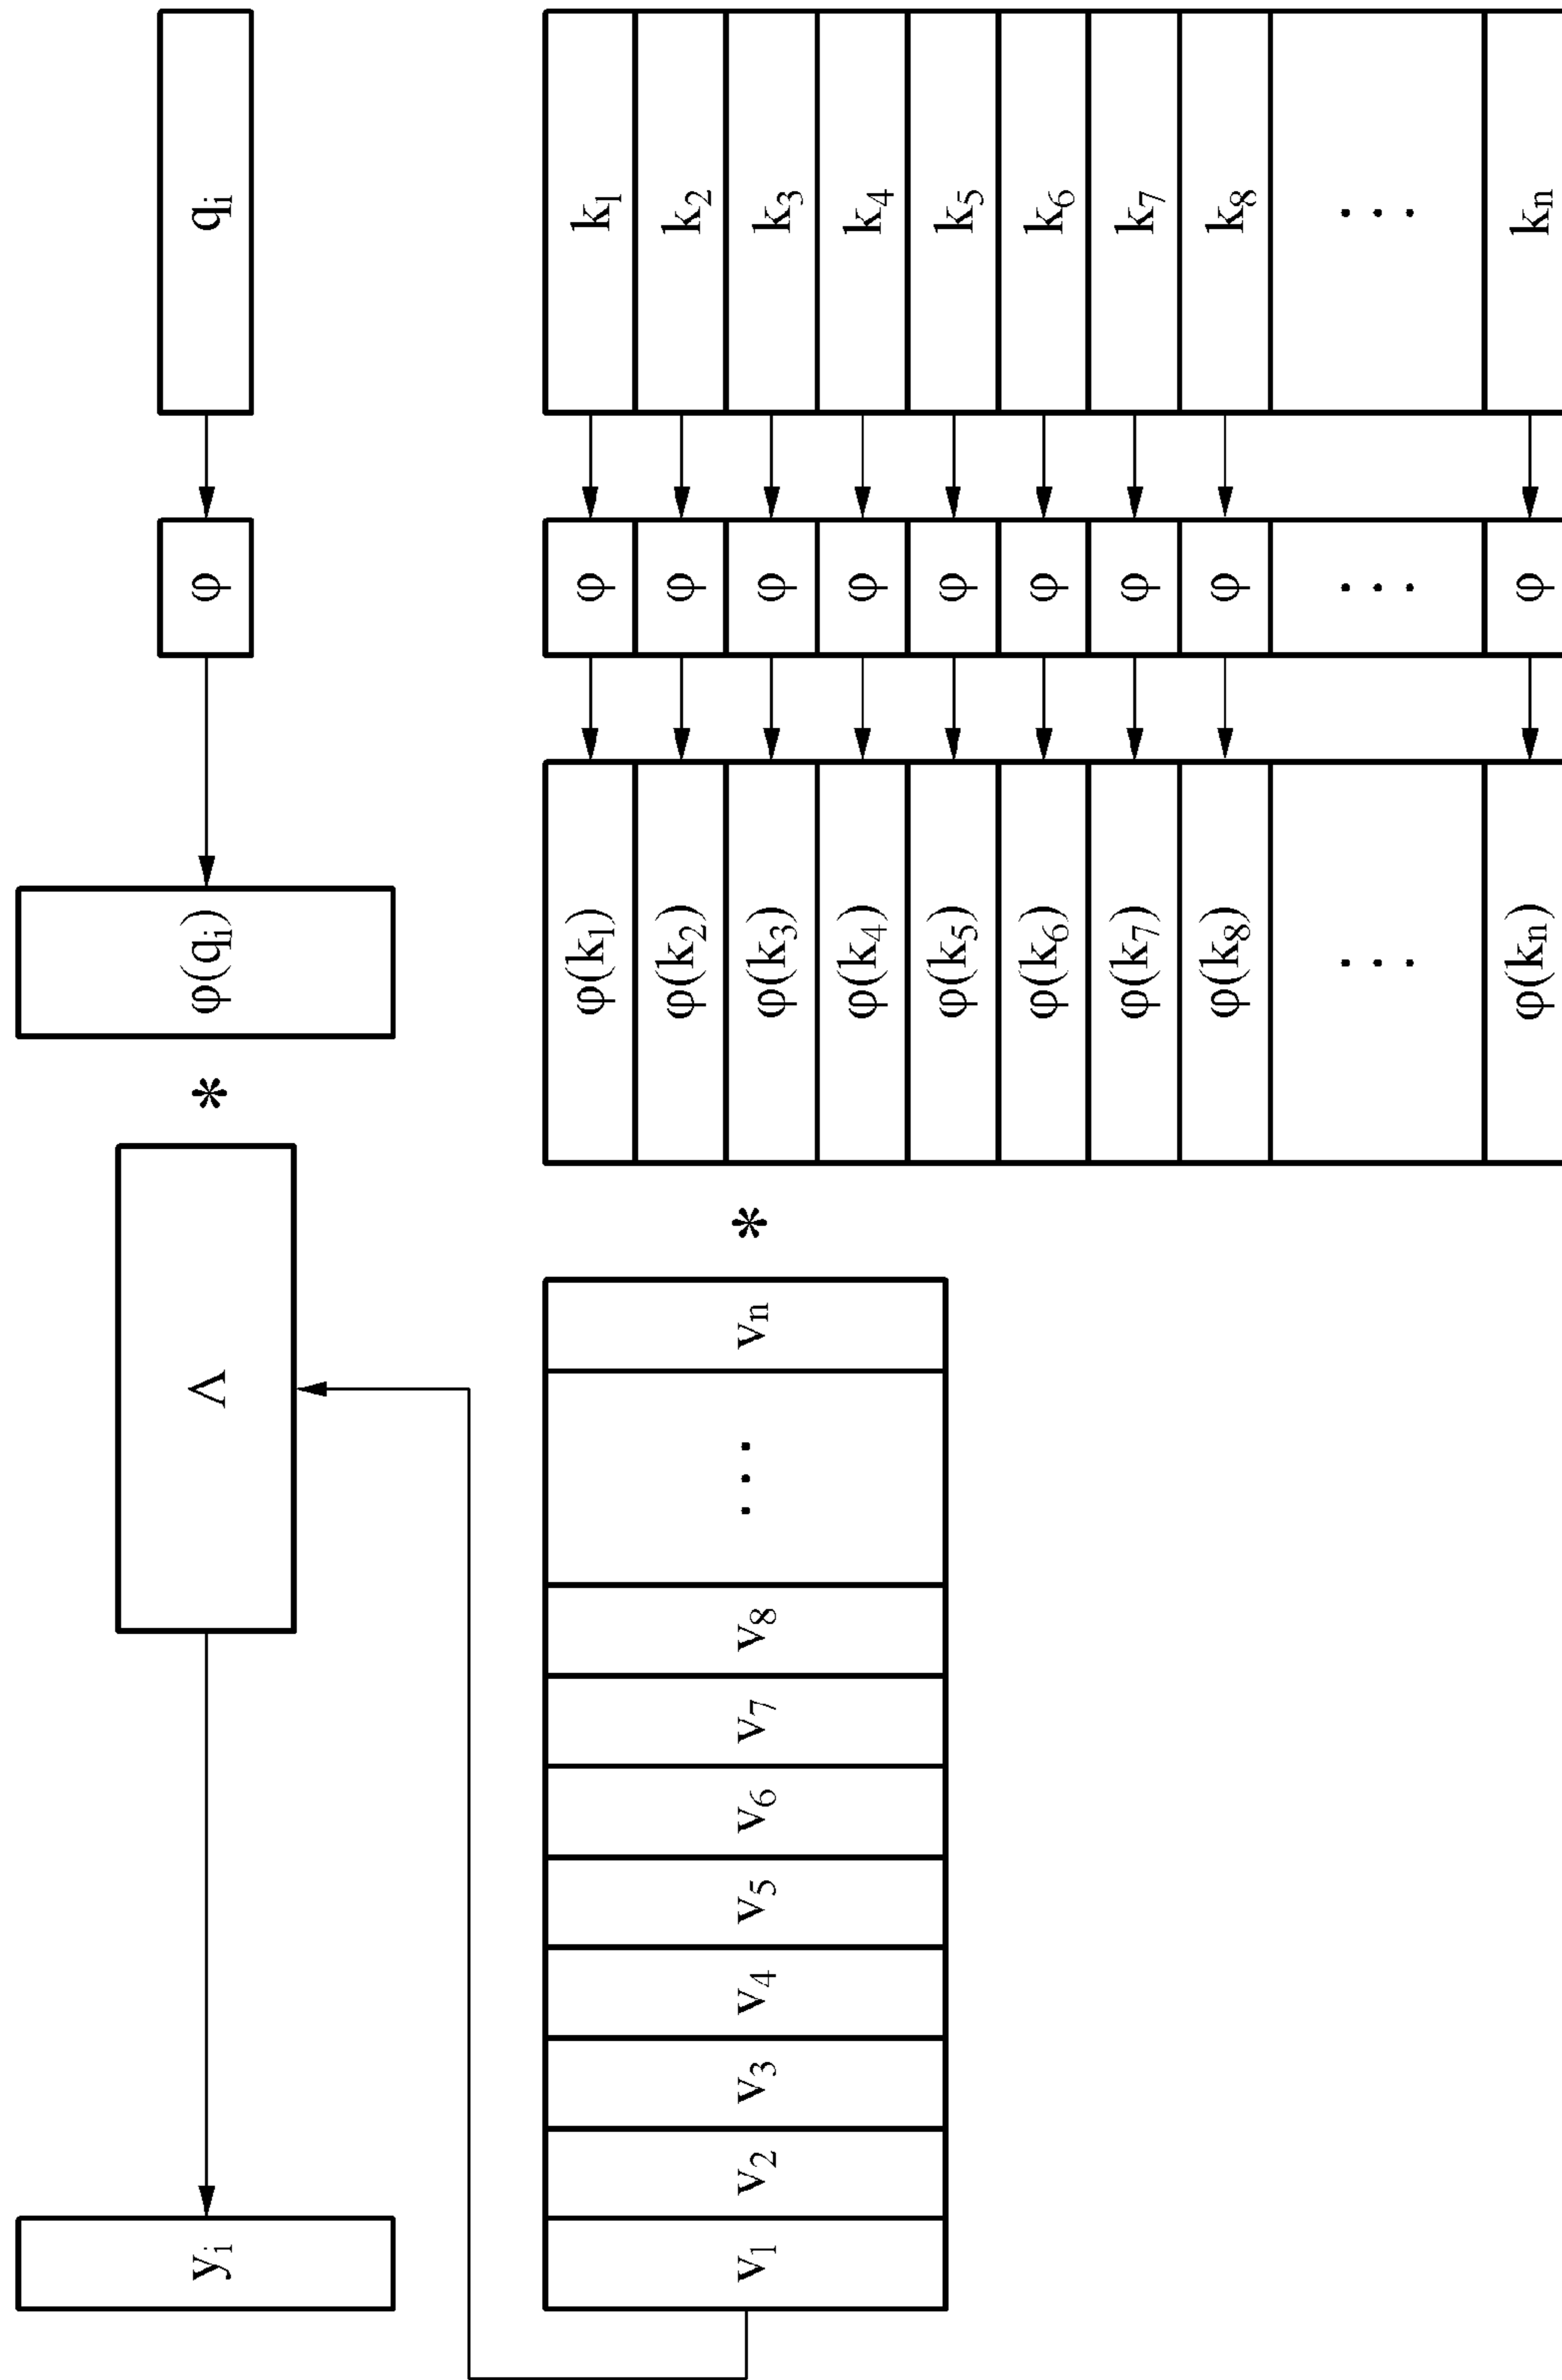 yᵢ Λ * φ(qᵢ) φ qᵢ
v₁ v₂ v₃ v₄ v₅ v₆ v₇ v₈ ... vₙ *
φ(k₁) φ k₁
φ(k₂) φ k₂
φ(k₃) φ k₃
φ(k₄) φ k₄
φ(k₅) φ k₅
φ(k₆) φ k₆
φ(k₇) φ k₇
φ(k₈) φ k₈
... ... ...
φ(kₙ) φ kₙ